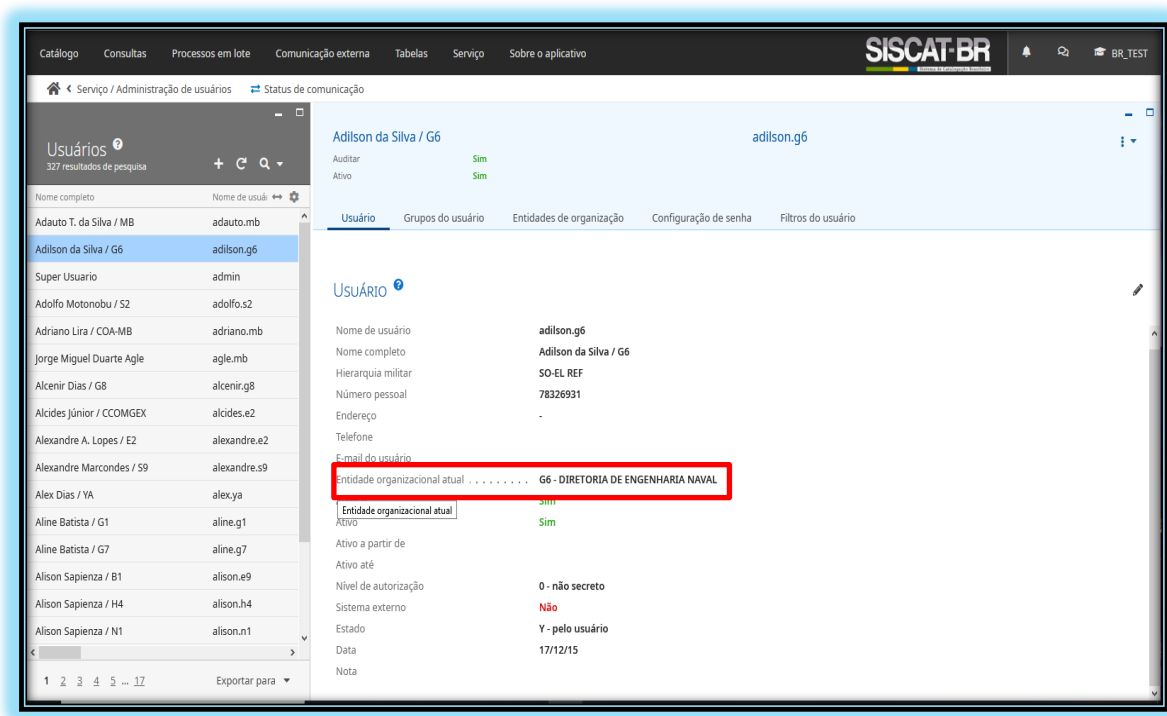 Catálogo Consultas Processos em lote Comunicação externa Tabelas Serviço Sobre o aplicativo SISCAT-BR BR_TEST
Sistema de Catalogação Brasileiro
Serviço / Administração de usuários Status de comunicação
Usuários
327 resultados de pesquisa
Nome completo Nome de usuái
Adauto T. da Silva / MB adauto.mb
Adilson da Silva / G6 adilson.g6
Super Usuario admin
Adolfo Motonobu / S2 adolfo.s2
Adriano Lira / COA-MB adriano.mb
Jorge Miguel Duarte Agle agle.mb
Alcenir Dias / G8 alcenir.g8
Alcides Júnior / CCOMGEX alcides.e2
Alexandre A. Lopes / E2 alexandre.e2
Alexandre Marcondes / S9 alexandre.s9
Alex Dias / YA alex.ya
Aline Batista / G1 aline.g1
Aline Batista / G7 aline.g7
Alison Sapienza / B1 alison.e9
Alison Sapienza / H4 alison.h4
Alison Sapienza / N1 alison.n1
1 2 3 4 5 ... 17 Exportar para
Adilson da Silva / G6 adilson.g6
Auditar Sim
Ativo Sim
Usuário Grupos do usuário Entidades de organização Configuração de senha Filtros do usuário
USUÁRIO
Nome de usuário adilson.g6
Nome completo Adilson da Silva / G6
Hierarquia militar SO-EL REF
Número pessoal 78326931
Endereço -
Telefone
E-mail do usuário
Entidade organizacional atual . . . . . . . . . G6 - DIRETORIA DE ENGENHARIA NAVAL
Sim
Entidade organizacional atual
Ativo Sim
Ativo a partir de
Ativo até
Nível de autorização 0 - não secreto
Sistema externo Não
Estado Y - pelo usuário
Data 17/12/15
Nota